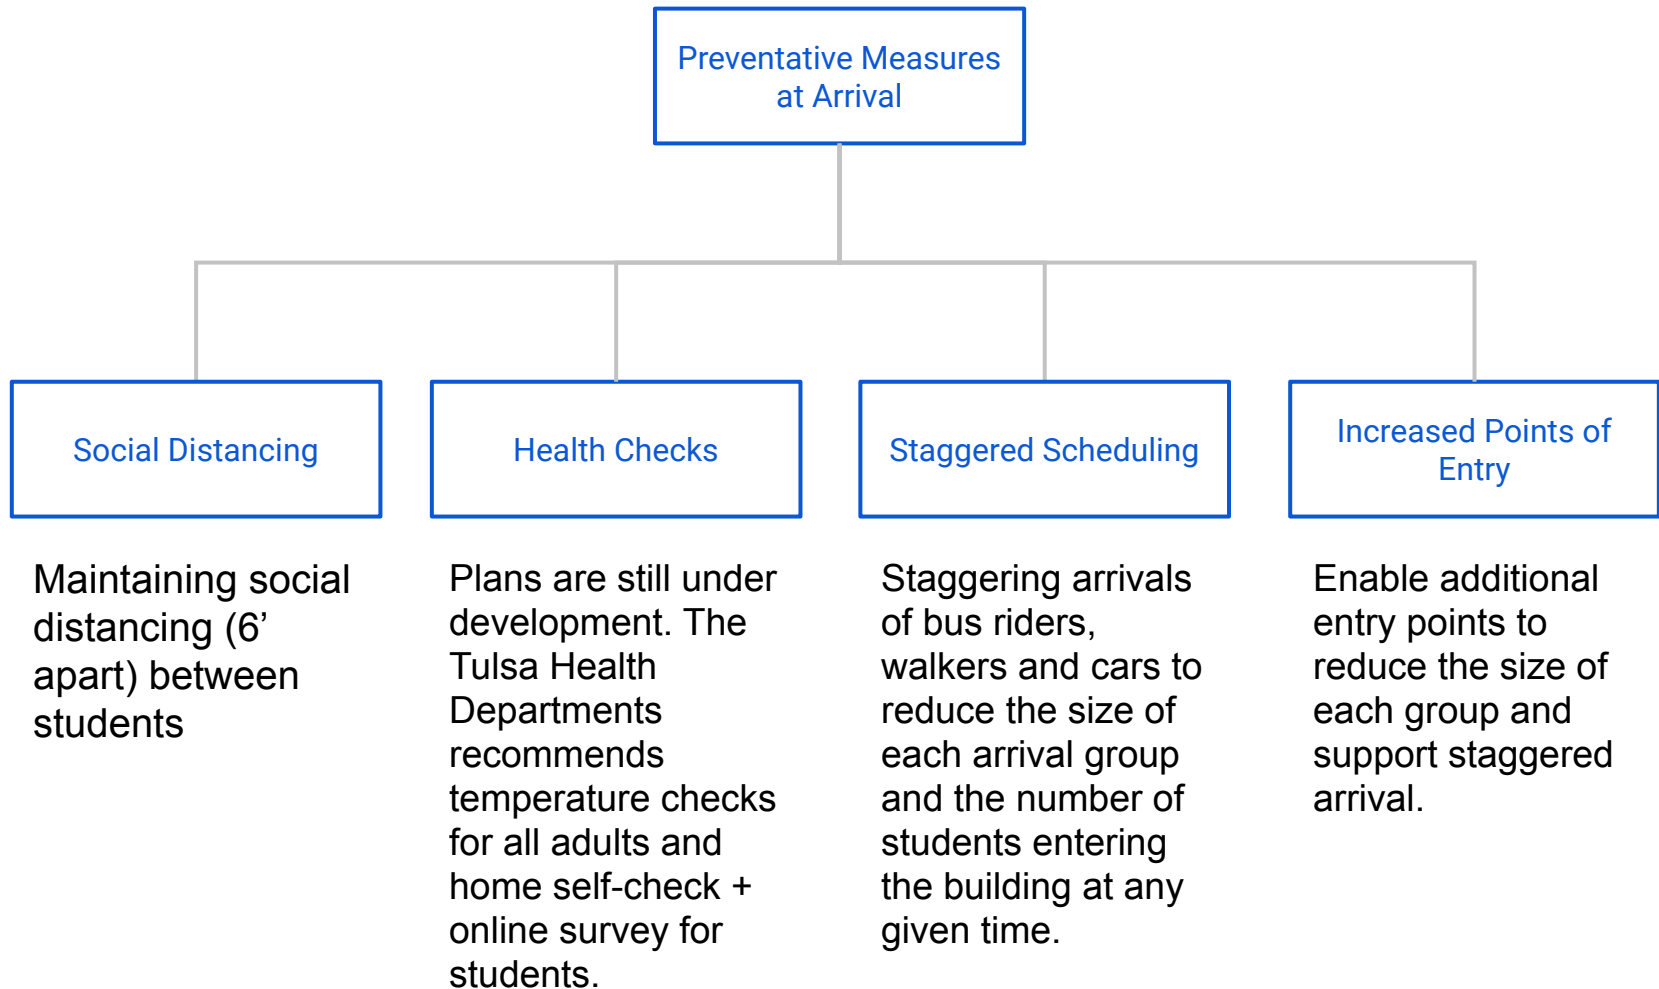 Preventative Measures
at Arrival
Social Distancing
Health Checks
Staggered Scheduling
Increased Points of
Entry
Maintaining social
distancing (6’
apart) between
students
Plans are still under
development. The
Tulsa Health
Departments
recommends
temperature checks
for all adults and
home self-check +
online survey for
students.
Staggering arrivals
of bus riders,
walkers and cars to
reduce the size of
each arrival group
and the number of
students entering
the building at any
given time.
Enable additional
entry points to
reduce the size of
each group and
support staggered
arrival.